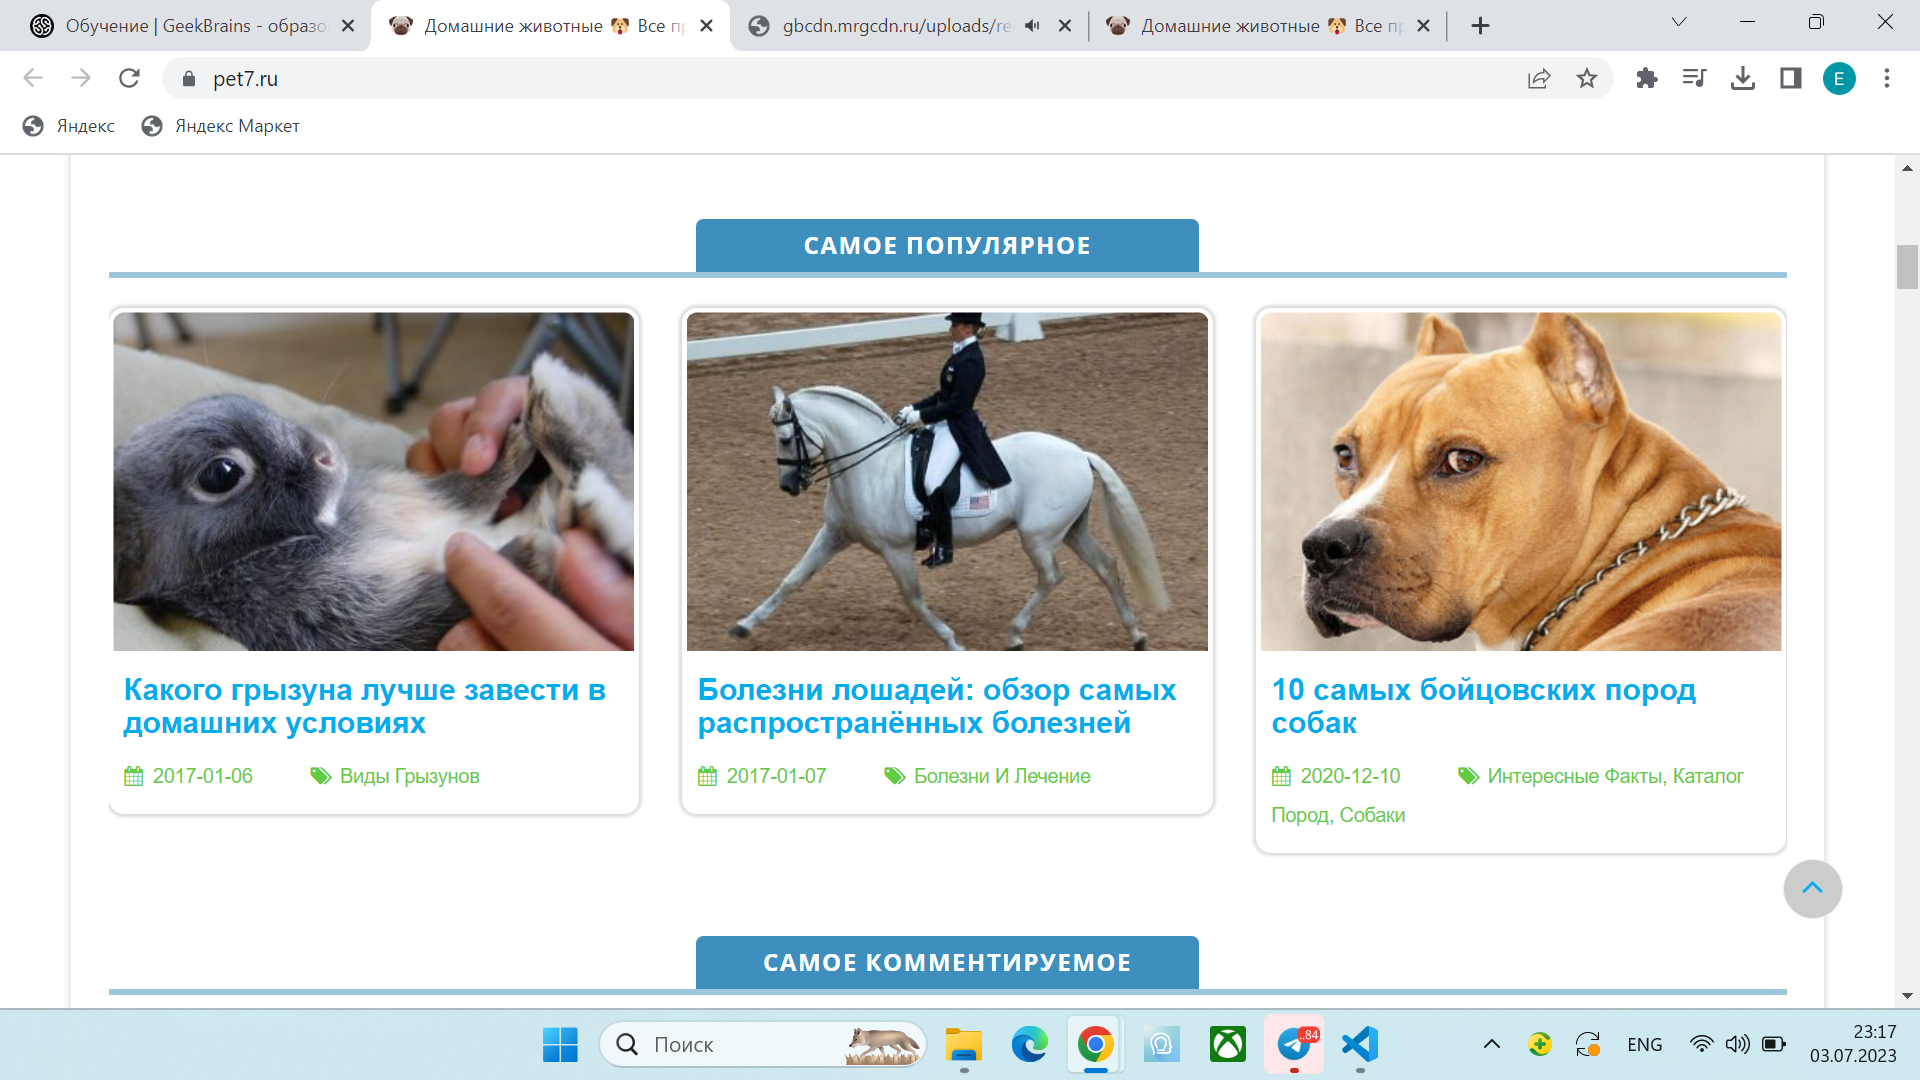 Обучение | GeekBrains - образо
Домашние животные 🐶 Все пр
gbcdn.mrgcdn.ru/uploads/re
Домашние животные 🐶 Все пр
pet7.ru
E
Яндекс
Яндекс Маркет
САМОЕ ПОПУЛЯРНОЕ
Какого грызуна лучше завести в
домашних условиях
2017-01-06 Виды Грызунов
Болезни лошадей: обзор самых
распространённых болезней
2017-01-07 Болезни И Лечение
10 самых бойцовских пород
собак
2020-12-10 Интересные Факты, Каталог
Пород, Собаки
САМОЕ КОММЕНТИРУЕМОЕ
Поиск
..84
ENG
23:17
03.07.2023